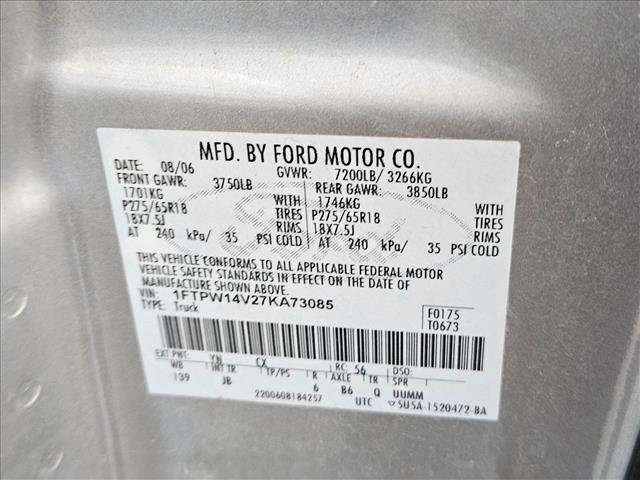 MFD. BY FORD MOTOR CO.
DATE: 08/06 GVWR: 7200LB/ 3266KG
FRONT GAWR: 3750LB REAR GAWR: 3850LB
1701KG WITH 1746KG WITH
P275/65R18 TIRES P275/65R18 TIRES
18X7.5J RIMS 18X7.5J RIMS
AT 240 kPa/ 35 PSI COLD AT 240 kPa/ 35 PSI COLD
THIS VEHICLE CONFORMS TO ALL APPLICABLE FEDERAL MOTOR
VEHICLE SAFETY STANDARDS IN EFFECT ON THE DATE OF
MANUFACTURE SHOWN ABOVE.
VIN: 1FTPW14V27KA73085 F0175
TYPE: Truck T0673
EXT PNT: YN CX RC: 56 DSO:
WB INT TR TP/PS R AXLE TR SPR
139 JB 6 B6 Q UUMM
2200608184257 UTC 5U5A-1520472-BA
Ford